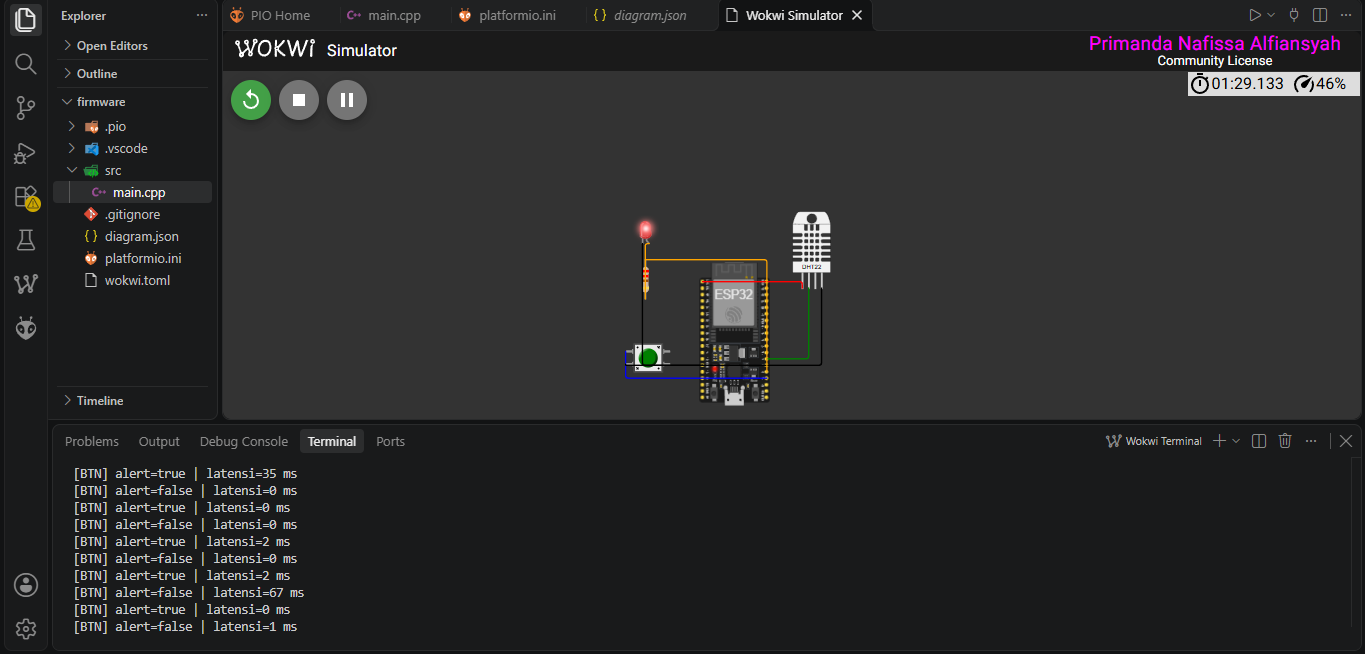 Explorer
PIO Home
main.cpp
platformio.ini
diagram.json
Wokwi Simulator
Open Editors
Outline
firmware
.pio
.vscode
src
main.cpp
.gitignore
diagram.json
platformio.ini
wokwi.toml
Timeline
WOKWI Simulator
Primanda Nafissa Alfiansyah
Community License
01:29.133 46%
DHT22
ESP32
Problems Output Debug Console Terminal Ports
Wokwi Terminal
[BTN] alert=true | latensi=35 ms
[BTN] alert=false | latensi=0 ms
[BTN] alert=true | latensi=0 ms
[BTN] alert=false | latensi=0 ms
[BTN] alert=true | latensi=2 ms
[BTN] alert=false | latensi=0 ms
[BTN] alert=true | latensi=2 ms
[BTN] alert=false | latensi=67 ms
[BTN] alert=true | latensi=0 ms
[BTN] alert=false | latensi=1 ms